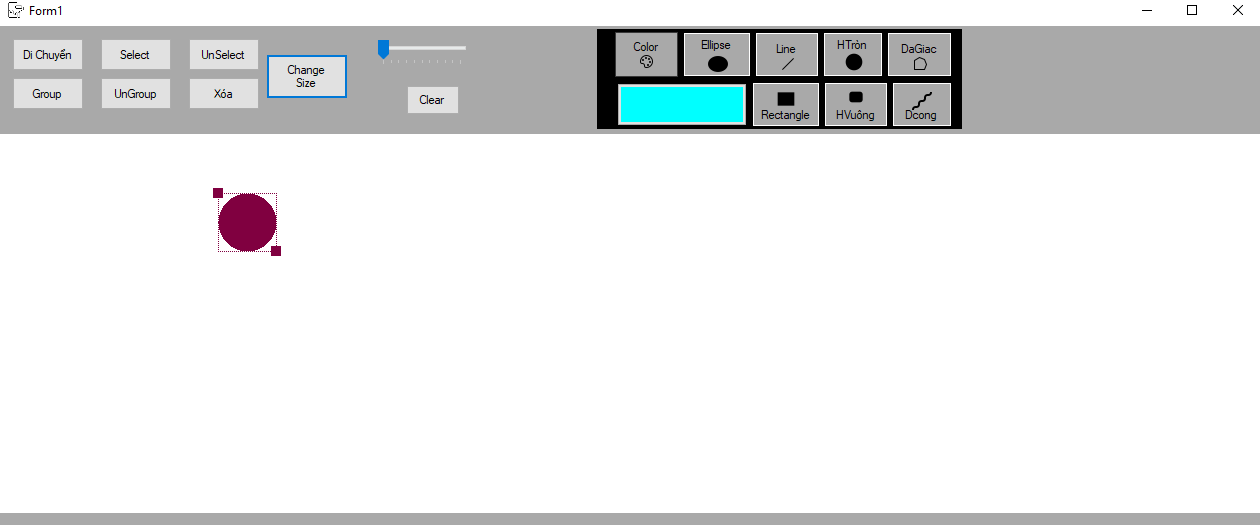 Form1
Di Chuyển
Select
UnSelect
Group
UnGroup
Xóa
Change
Size
Clear
Color
Ellipse
Line
HTròn
DaGiac
Rectangle
HVuông
Dcong